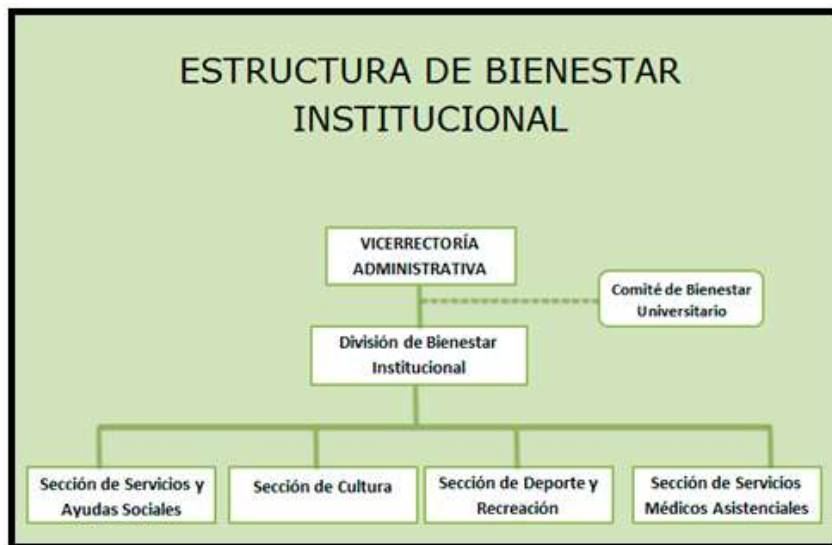 ESTRUCTURA DE BIENESTAR
INSTITUCIONAL
VICERRECTORÍA
ADMINISTRATIVA
Comité de Bienestar
Universitario
División de Bienestar
Institucional
Sección de Servicios y
Ayudas Sociales
Sección de Cultura
Sección de Deporte y
Recreación
Sección de Servicios
Médicos Asistenciales